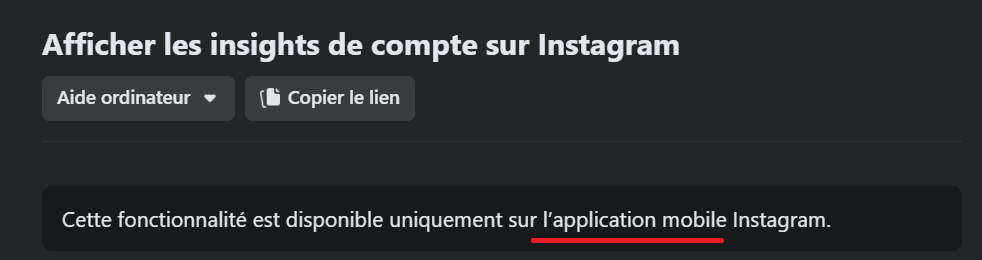 Afficher les insights de compte sur Instagram
Aide ordinateur
Copier le lien
Cette fonctionnalité est disponible uniquement sur l’application mobile Instagram.